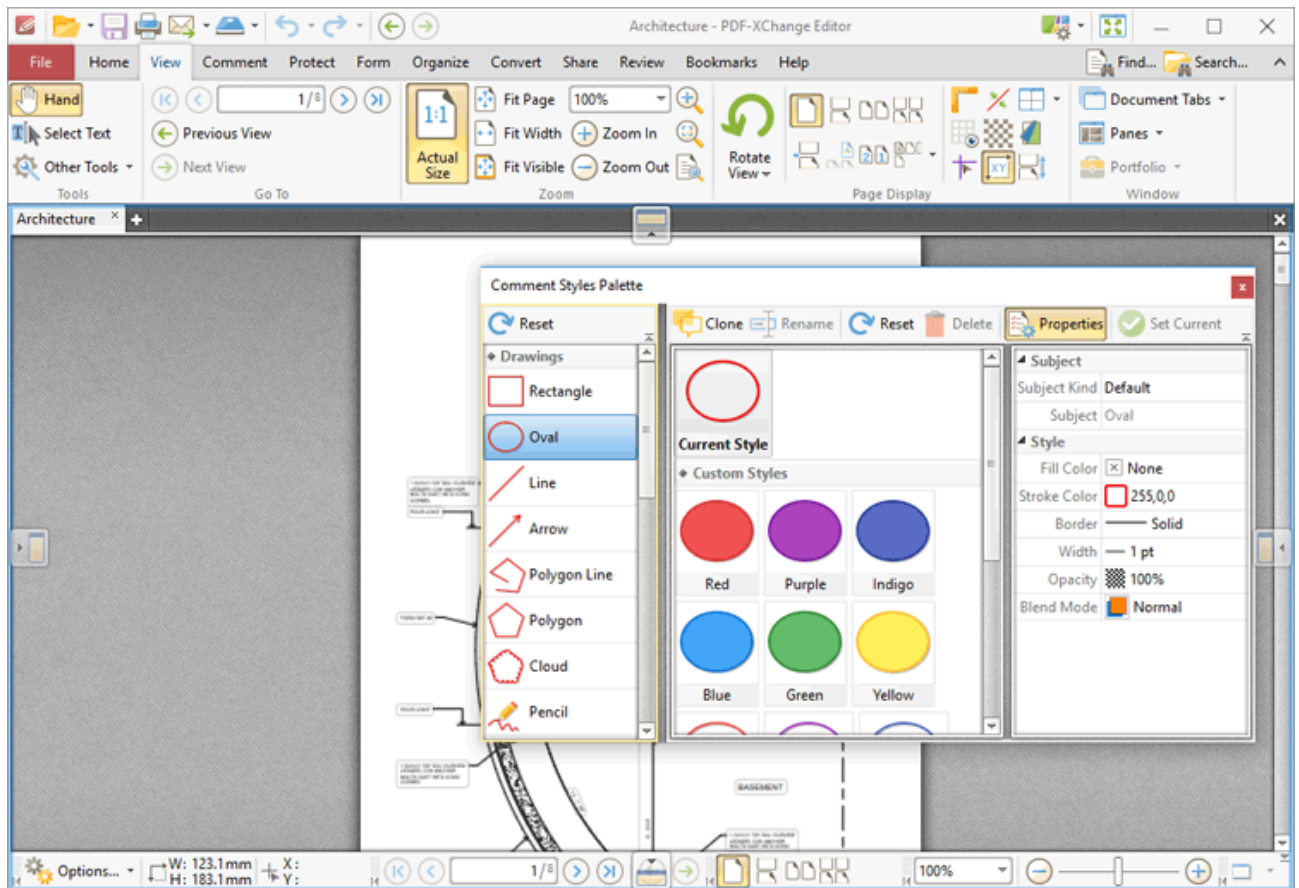 Architecture - PDF-XChange Editor
File Home View Comment Protect Form Organize Convert Share Review Bookmarks Help Find... Search...
Hand 1/8 Fit Page 100% Document Tabs
Select Text Previous View 1:1 Fit Width Zoom In Panes
Other Tools Next View Actual Size Fit Visible Zoom Out Rotate View XY Portfolio
Tools Go To Zoom Page Display Window
Architecture
Comment Styles Palette
Reset Clone Rename Reset Delete Properties Set Current
Drawings
Rectangle
Oval
Line
Arrow
Polygon Line
Polygon
Cloud
Pencil
Current Style
Custom Styles
Red Purple Indigo
Blue Green Yellow
Subject
Subject Kind Default
Subject Oval
Style
Fill Color None
Stroke Color 255,0,0
Border Solid
Width 1 pt
Opacity 100%
Blend Mode Normal
BASEMENT
Options... W: 123.1 mm X:
H: 183.1 mm Y:
1/8 100%